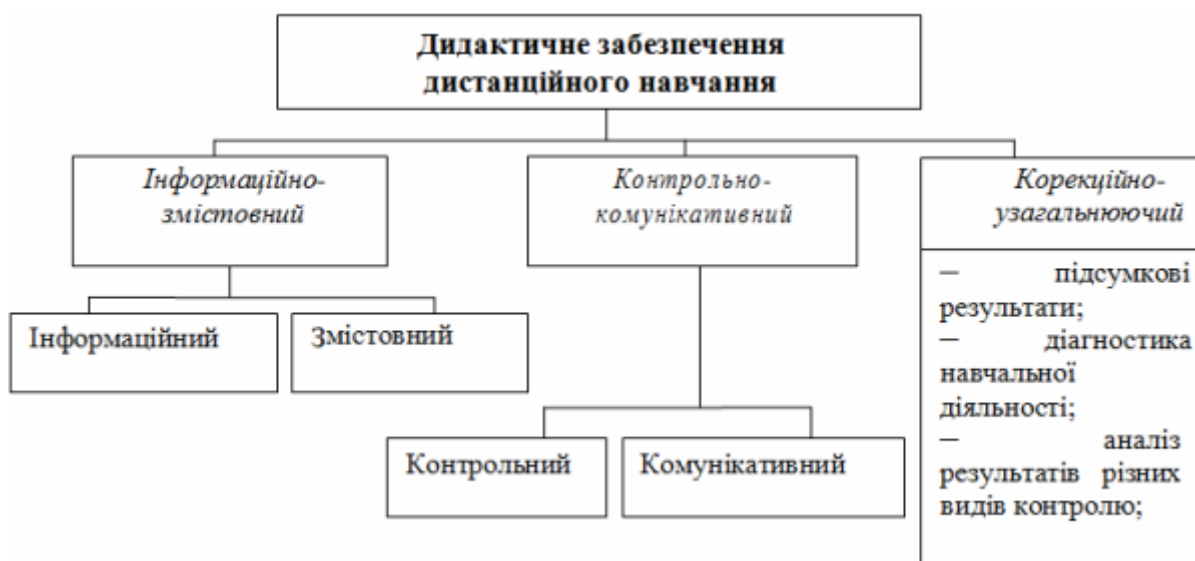 Дидактичне забезпечення
дистанційного навчання
Інформаційно-
змістовний
Контрольно-
комунікативний
Корекційно-
узагальнюючий
Інформаційний
Змістовний
Контрольний
Комунікативний
— підсумкові
результати;
— діагностика
навчальної
діяльності;
— аналіз
результатів різних
видів контролю;